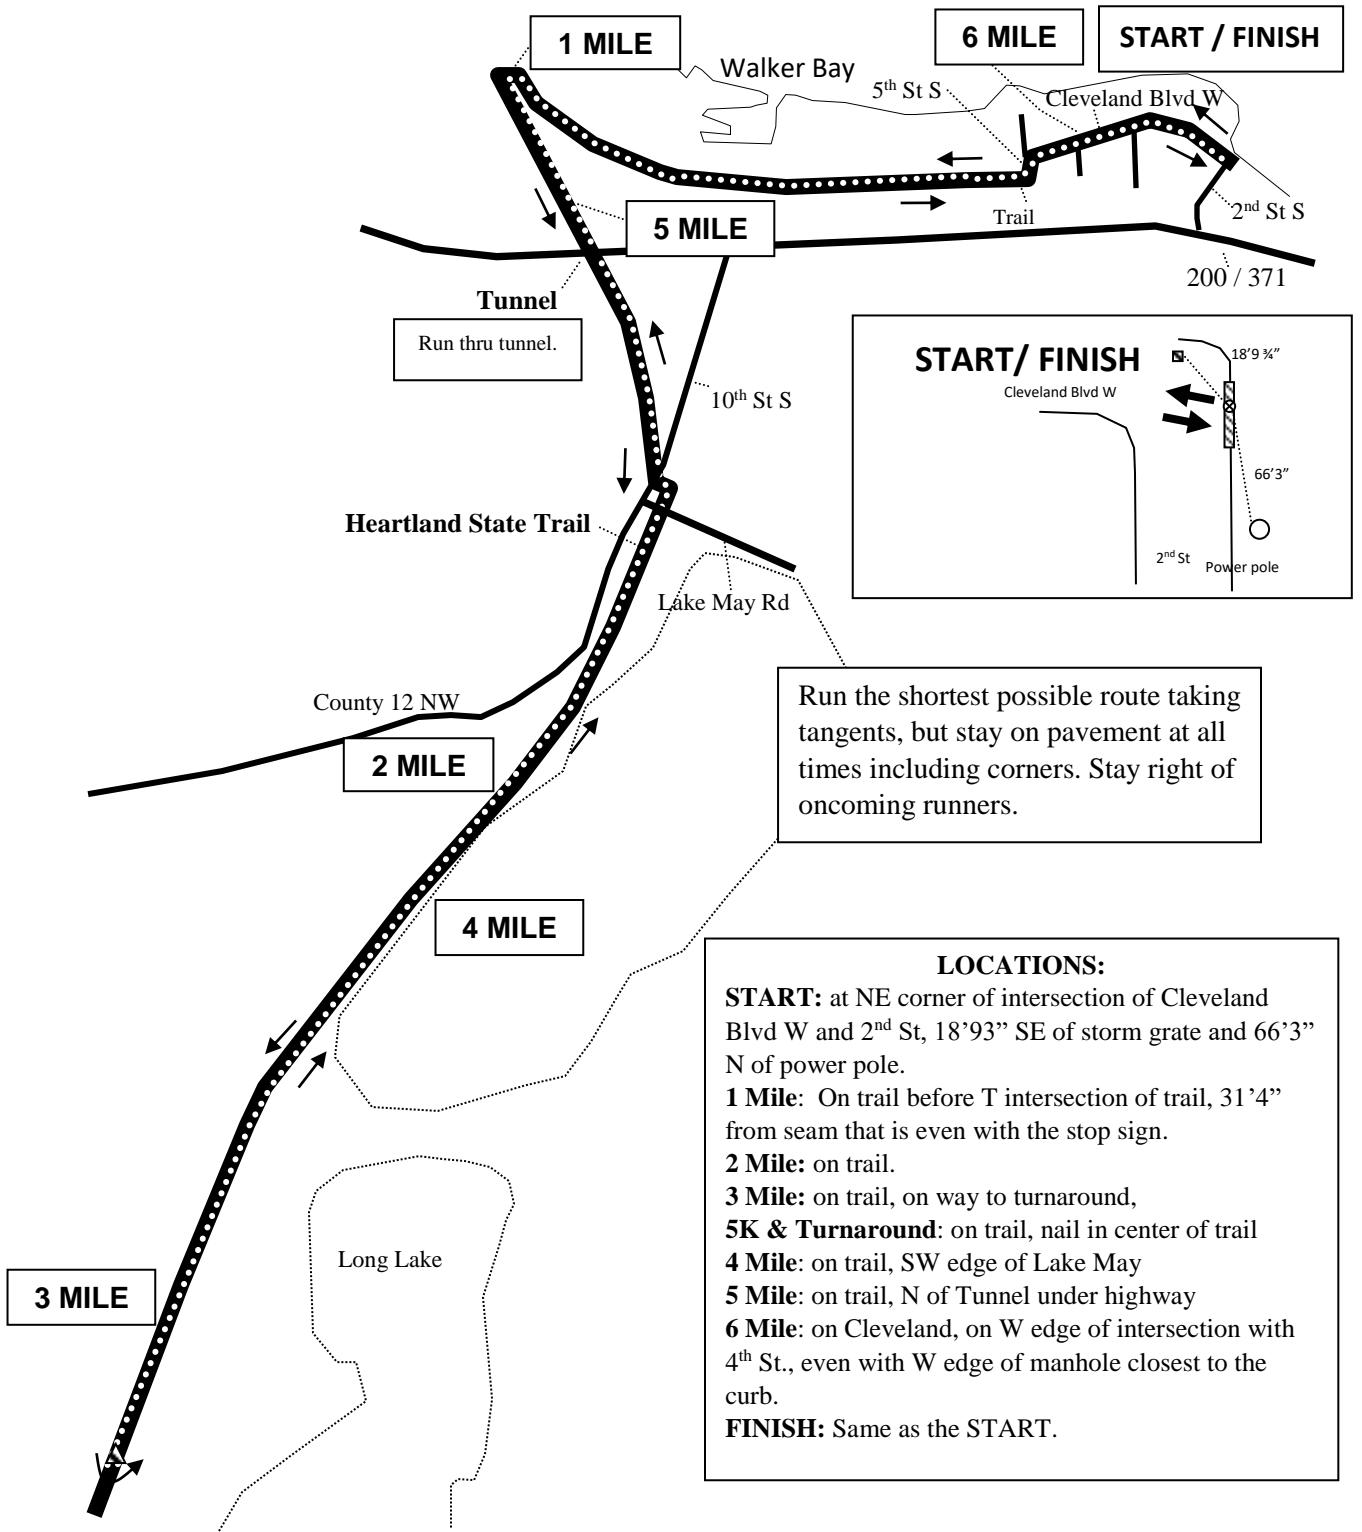 1 MILE
6 MILE
START / FINISH
Walker Bay
5th St S
Cleveland Blvd W
Trail
2nd St S
5 MILE
200 / 371
Tunnel
Run thru tunnel.
10th St S
START/ FINISH
18’9 ¾”
Cleveland Blvd W
66’3”
2nd St
Power pole
Heartland State Trail
Lake May Rd
County 12 NW
2 MILE
Run the shortest possible route taking
tangents, but stay on pavement at all
times including corners. Stay right of
oncoming runners.
4 MILE
LOCATIONS:
START: at NE corner of intersection of Cleveland
Blvd W and 2nd St, 18’93” SE of storm grate and 66’3”
N of power pole.
1 Mile: On trail before T intersection of trail, 31’4”
from seam that is even with the stop sign.
2 Mile: on trail.
3 Mile: on trail, on way to turnaround,
5K & Turnaround: on trail, nail in center of trail
4 Mile: on trail, SW edge of Lake May
5 Mile: on trail, N of Tunnel under highway
6 Mile: on Cleveland, on W edge of intersection with
4th St., even with W edge of manhole closest to the
curb.
FINISH: Same as the START.
Long Lake
3 MILE